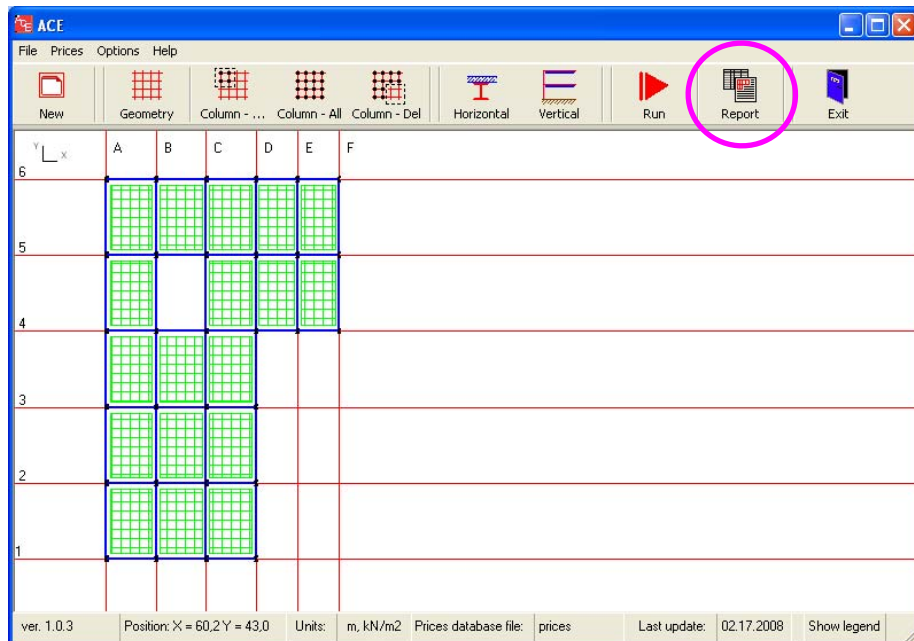 ACE
File Prices Options Help
New Geometry Column - ... Column - All Column - Del Horizontal Vertical Run Report Exit
Y X A B C D E F
6
5
4
3
2
1
ver. 1.0.3 Position: X = 60,2 Y = 43,0 Units: m, kN/m2 Prices database file: prices Last update: 02.17.2008 Show legend